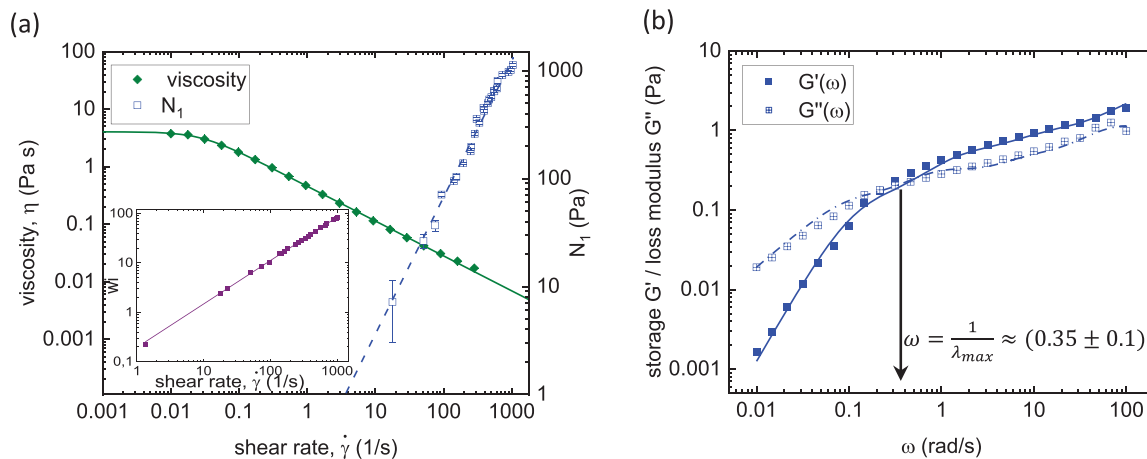 (a)
100
10
1
0.1
0.01
0.001
viscosity, η (Pa s)
viscosity
N₁
1000
100
10
1
N₁ (Pa)
100
10
1
0.1
WI
1 10 100 1000
shear rate, γ̇ (1/s)
0.001 0.01 0.1 1 10 100 1000
shear rate, γ̇ (1/s)
(b)
10
1
0.1
0.01
0.001
storage G' / loss modulus G'' (Pa)
G'(ω)
G''(ω)
ω = 1/λmax ≈ (0.35 ± 0.1)
0.01 0.1 1 10 100
ω (rad/s)